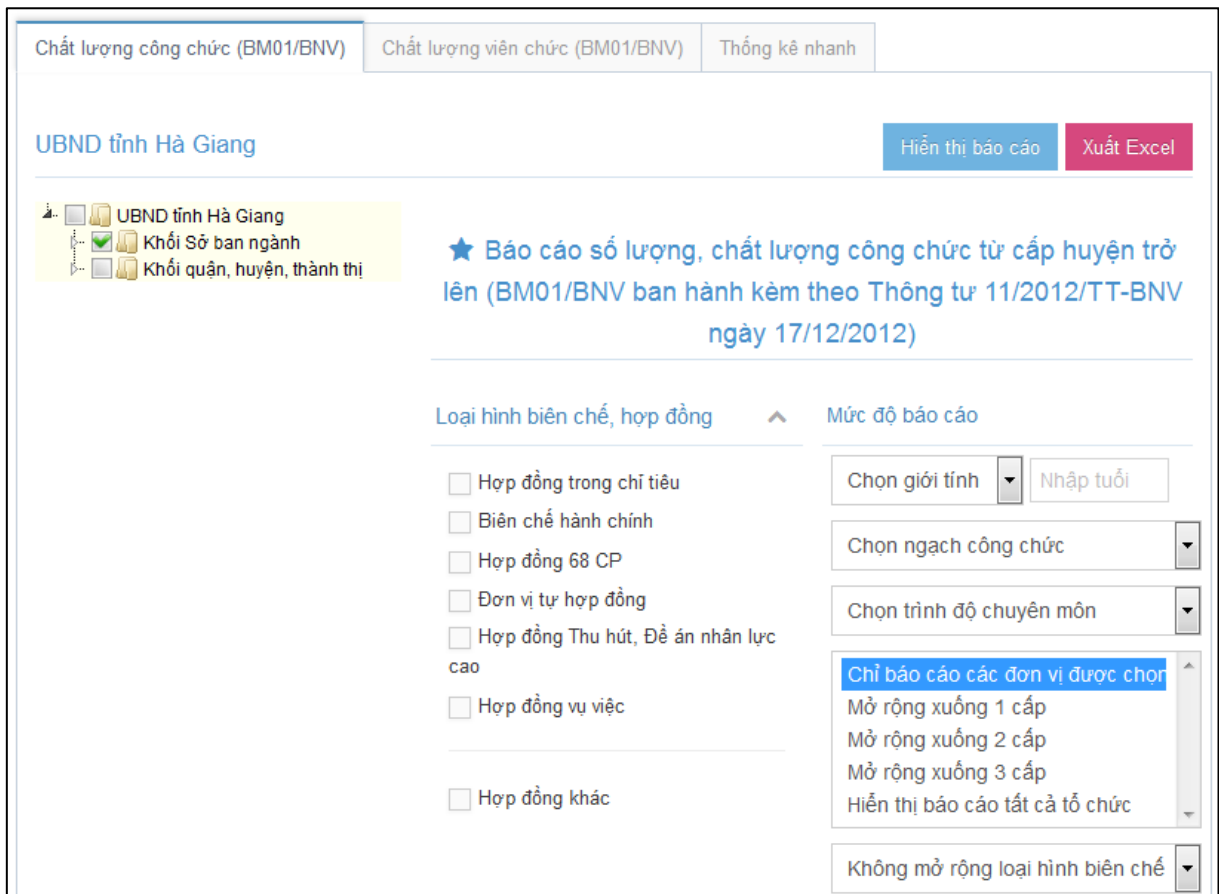 Chất lượng công chức (BM01/BNV)
Chất lượng viên chức (BM01/BNV)
Thống kê nhanh
UBND tỉnh Hà Giang
Hiển thị báo cáo
Xuất Excel
UBND tỉnh Hà Giang
Khối Sở ban ngành
Khối quận, huyện, thành thị
Báo cáo số lượng, chất lượng công chức từ cấp huyện trở
lên (BM01/BNV ban hành kèm theo Thông tư 11/2012/TT-BNV
ngày 17/12/2012)
Loại hình biên chế, hợp đồng
Hợp đồng trong chỉ tiêu
Biên chế hành chính
Hợp đồng 68 CP
Đơn vị tự hợp đồng
Hợp đồng Thu hút, Đề án nhân lực
cao
Hợp đồng vụ việc
Hợp đồng khác
Mức độ báo cáo
Chọn giới tính
Nhập tuổi
Chọn ngạch công chức
Chọn trình độ chuyên môn
Chỉ báo cáo các đơn vị được chọn
Mở rộng xuống 1 cấp
Mở rộng xuống 2 cấp
Mở rộng xuống 3 cấp
Hiển thị báo cáo tất cả tổ chức
Không mở rộng loại hình biên chế